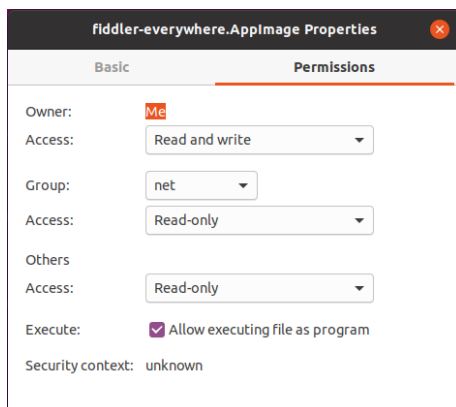 fiddler-everywhere.AppImage Properties
Basic Permissions
Owner: Me
Access: Read and write
Group: net
Access: Read-only
Others
Access: Read-only
Execute: Allow executing file as program
Security context: unknown